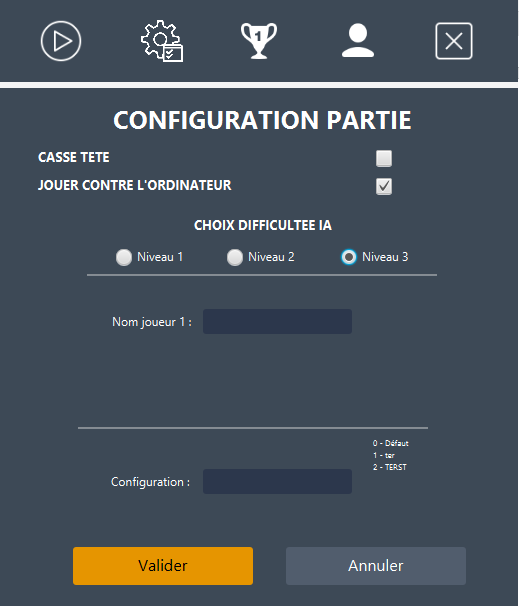 1
CONFIGURATION PARTIE
CASSE TETE
JOUER CONTRE L'ORDINATEUR
CHOIX DIFFICULTEE IA
Niveau 1 Niveau 2 Niveau 3
Nom joueur 1 :
0 - Défaut
1 - ter
2 - TERST
Configuration :
Valider Annuler